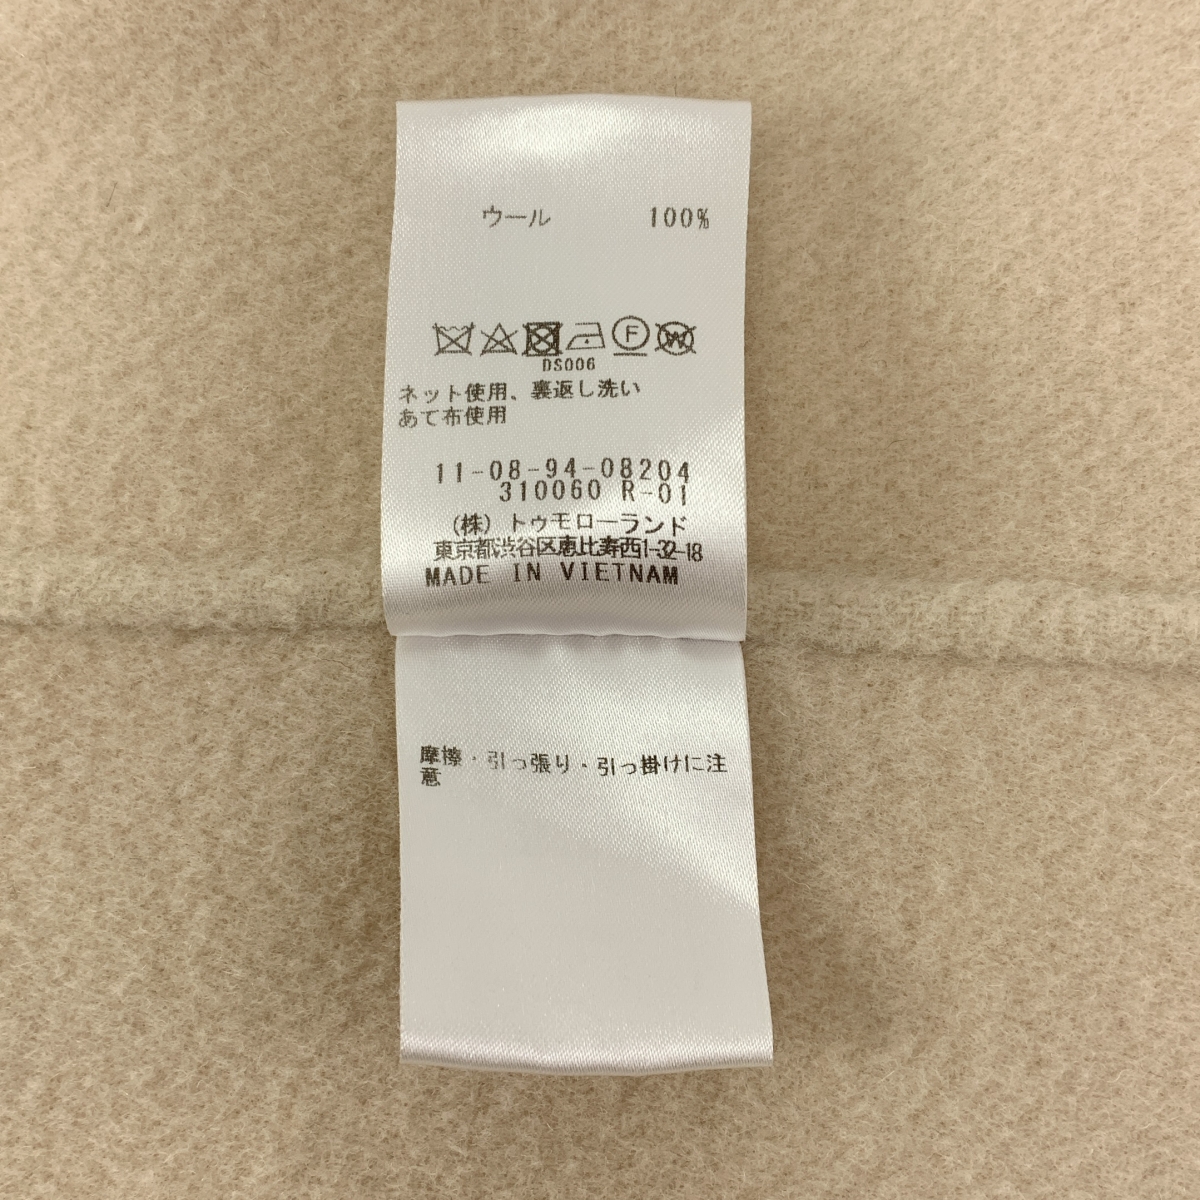 ウール 100%
F W
DS006
ネット使用、裏返し洗い
あて布使用
11-08-94-08204
310060 R-01
(株)トゥモローランド
東京都渋谷区恵比寿西1-32-18
MADE IN VIETNAM
摩擦・引っ張り・引っ掛けに注
意